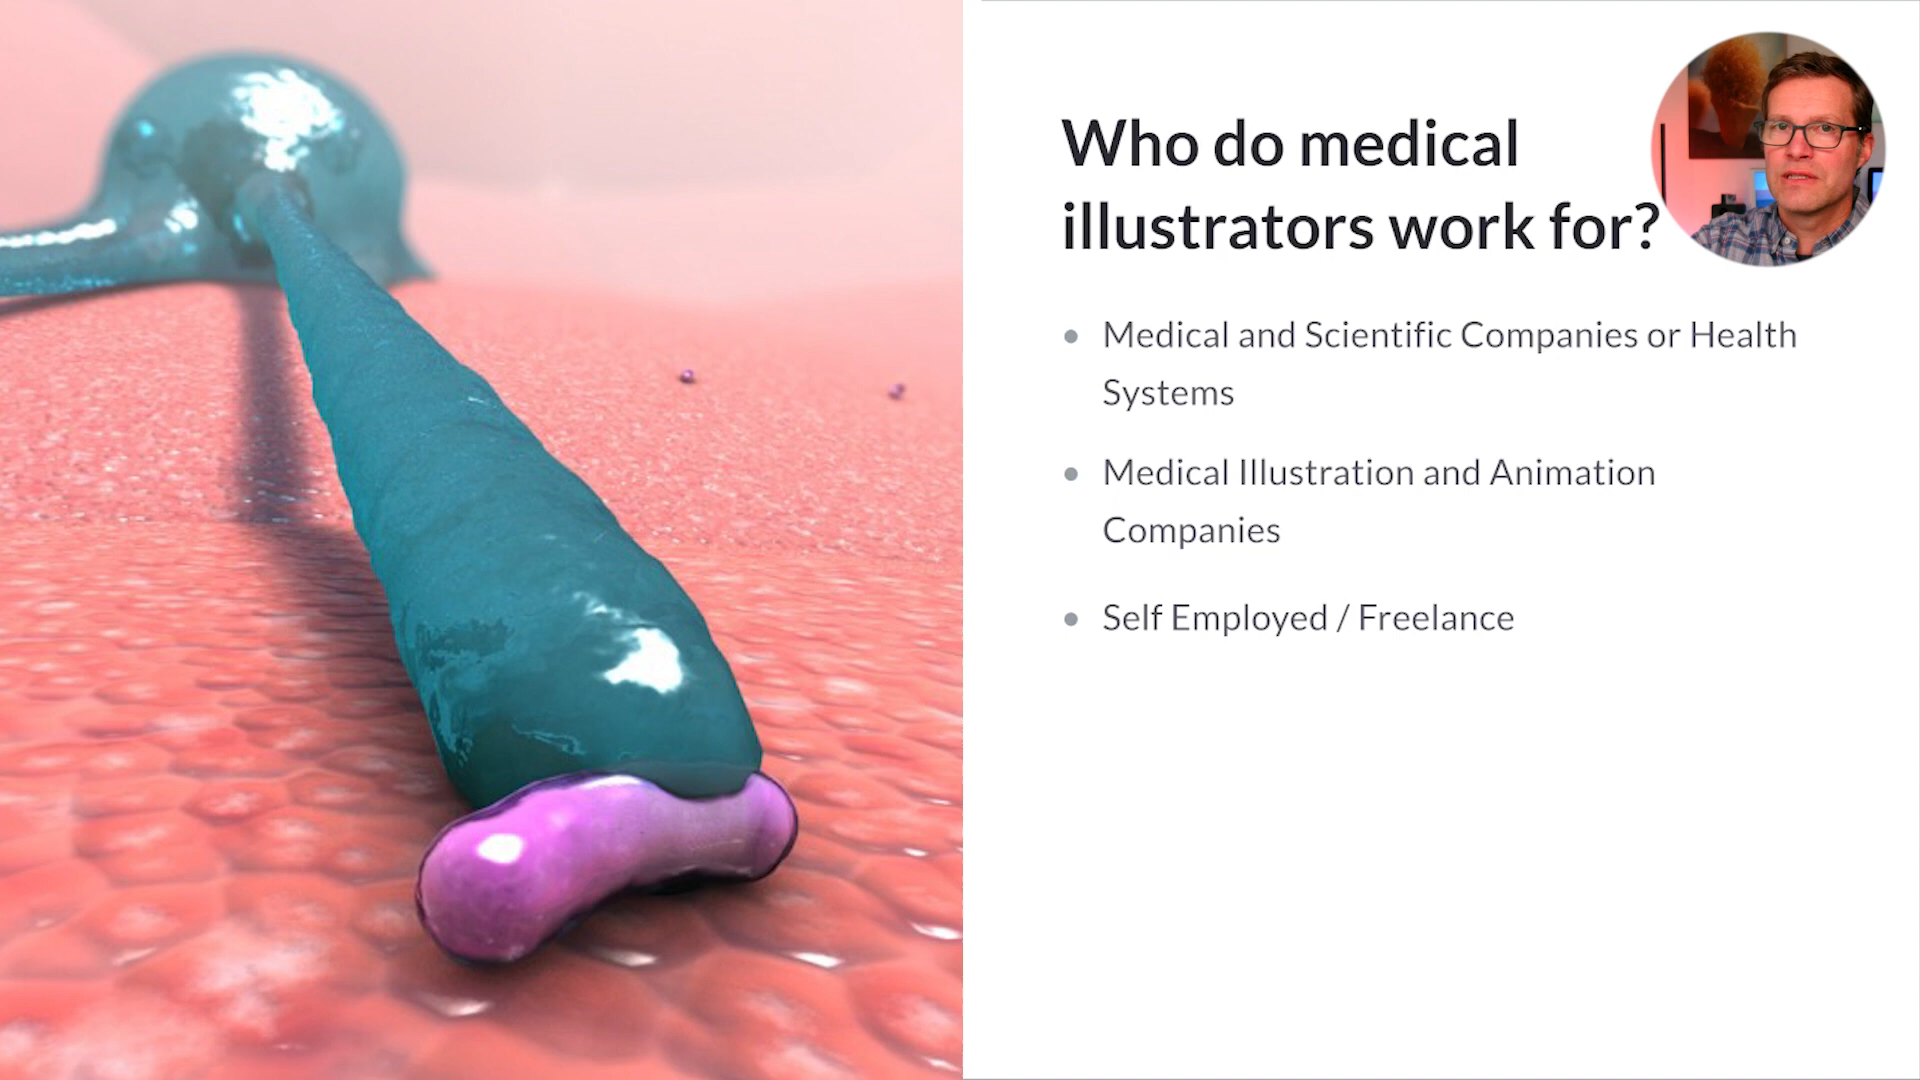 Who do medical
illustrators work for?
• Medical and Scientific Companies or Health
Systems
• Medical Illustration and Animation
Companies
• Self Employed / Freelance